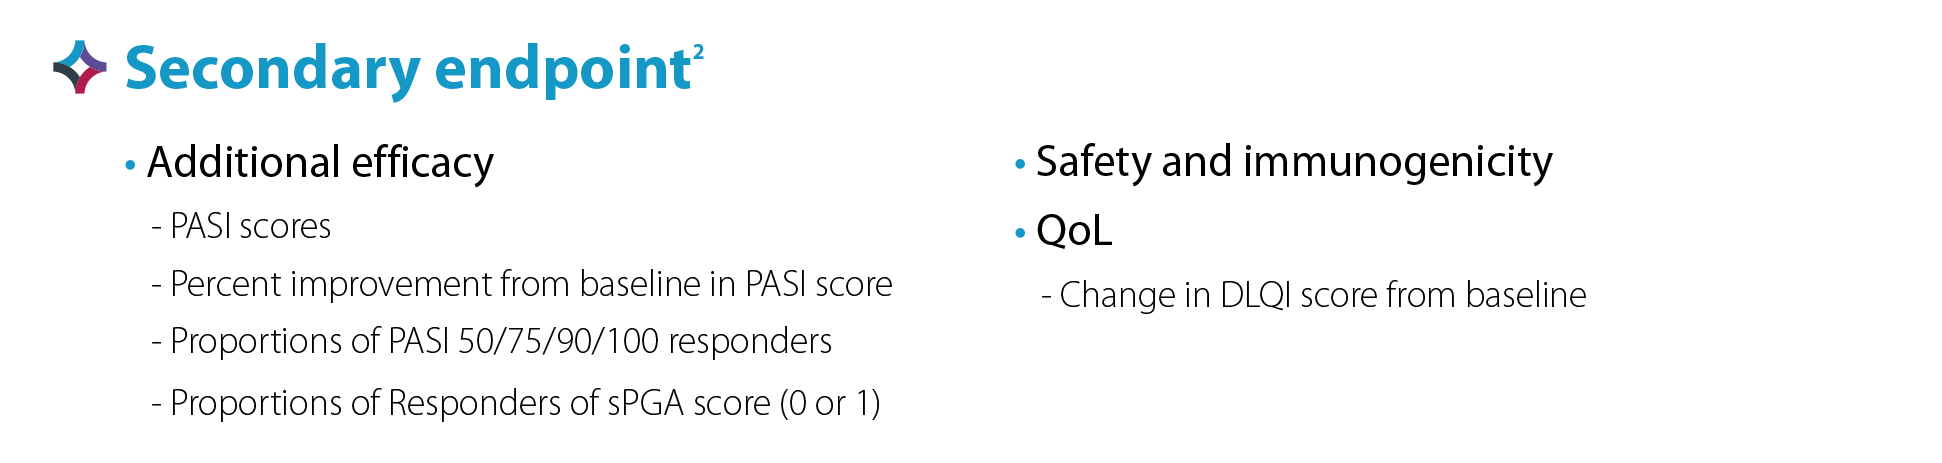 Secondary endpoint²
• Additional efficacy
- PASI scores
- Percent improvement from baseline in PASI score
- Proportions of PASI 50/75/90/100 responders
- Proportions of Responders of sPGA score (0 or 1)
• Safety and immunogenicity
• QoL
- Change in DLQI score from baseline